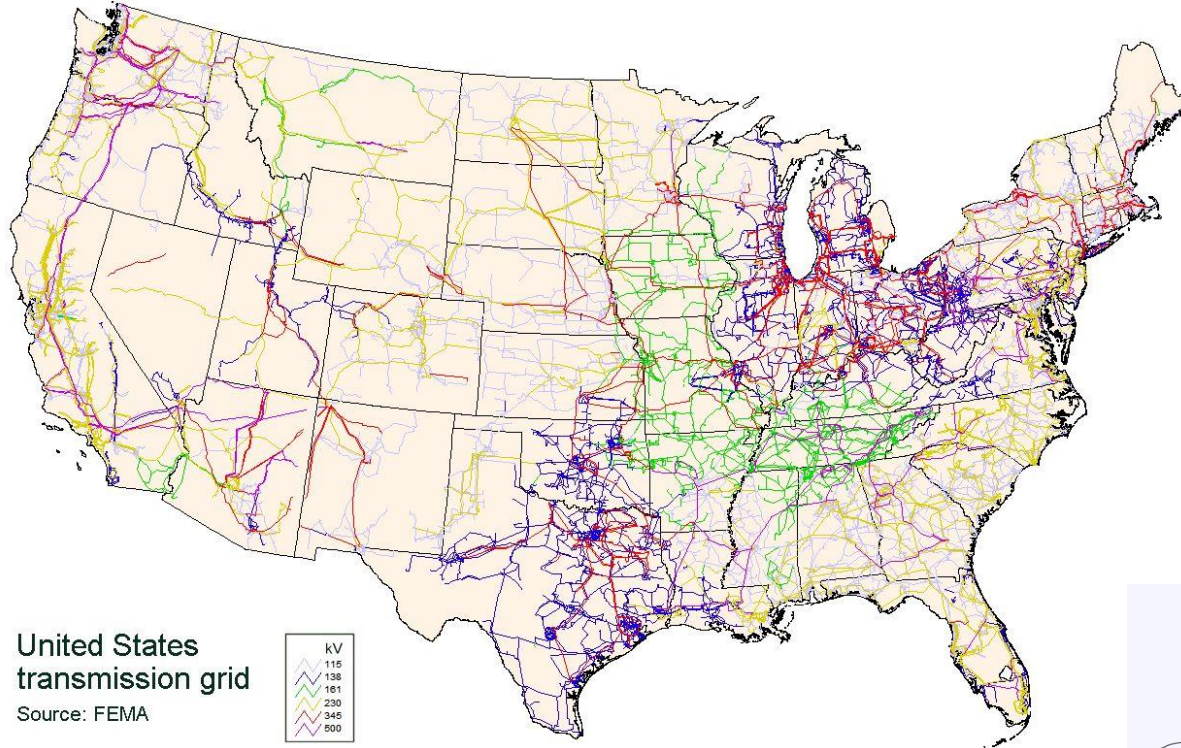 United States
transmission grid
Source: FEMA
kV
115
138
161
230
345
500